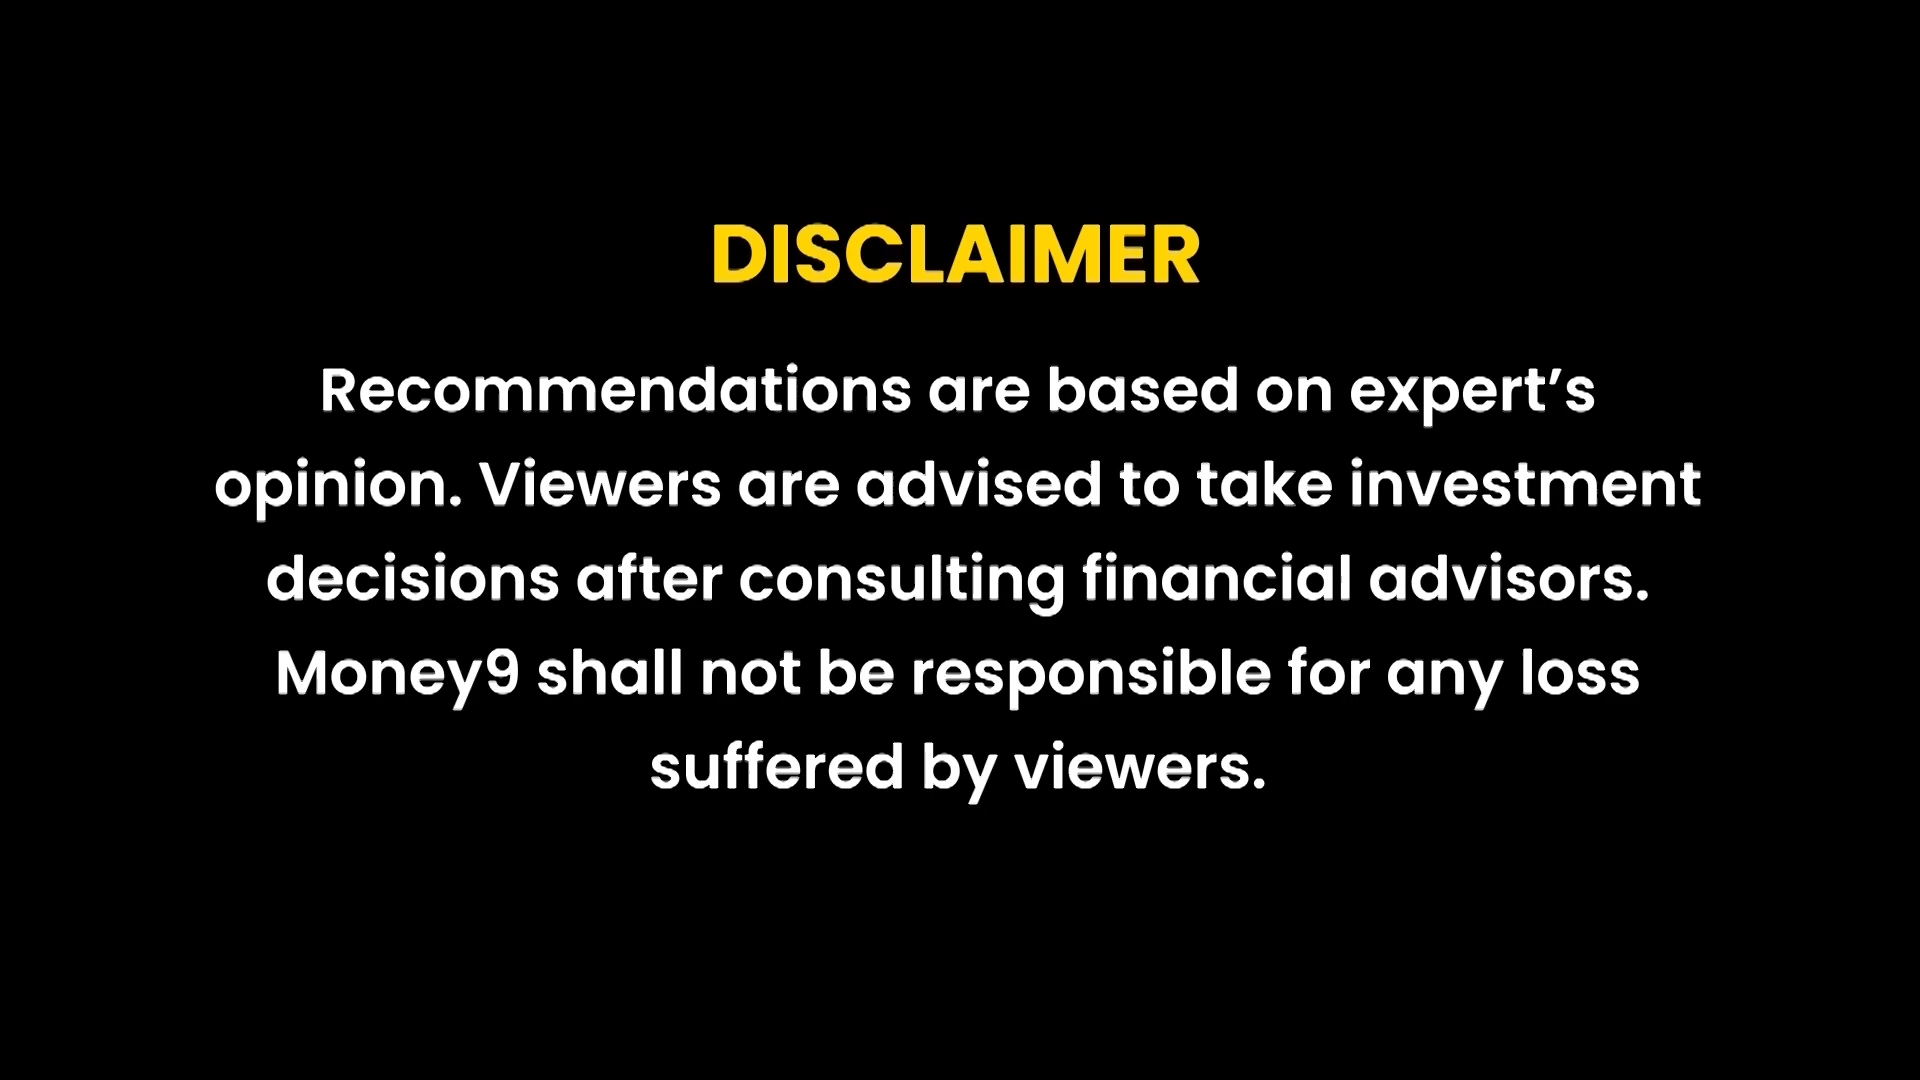 DISCLAIMER
Recommendations are based on expert’s
opinion. Viewers are advised to take investment
decisions after consulting financial advisors.
Money9 shall not be responsible for any loss
suffered by viewers.